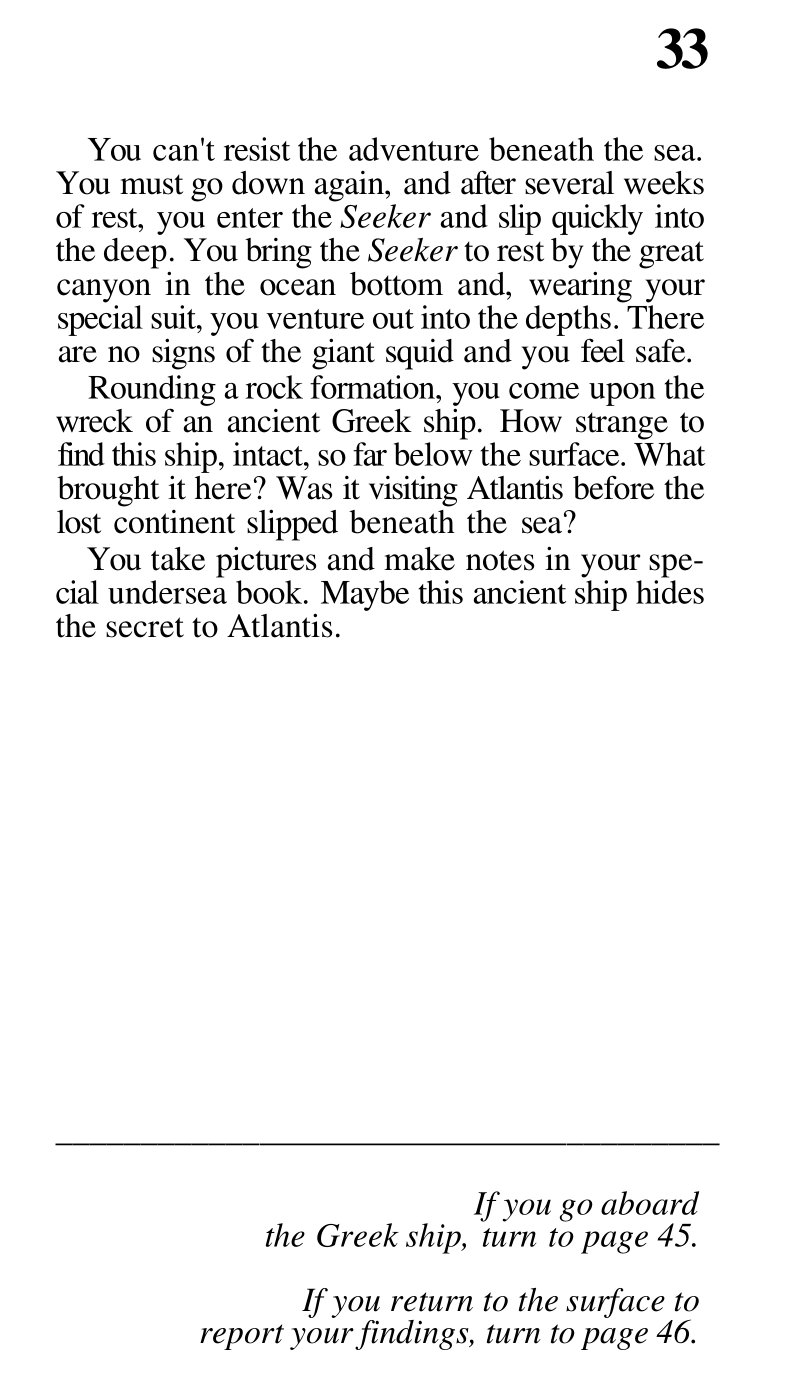 33
You can't resist the adventure beneath the sea.
You must go down again, and after several weeks
of rest, you enter the Seeker and slip quickly into
the deep. You bring the Seeker to rest by the great
canyon in the ocean bottom and, wearing your
special suit, you venture out into the depths. There
are no signs of the giant squid and you feel safe.
Rounding a rock formation, you come upon the
wreck of an ancient Greek ship. How strange to
find this ship, intact, so far below the surface. What
brought it here? Was it visiting Atlantis before the
lost continent slipped beneath the sea?
You take pictures and make notes in your spe-
cial undersea book. Maybe this ancient ship hides
the secret to Atlantis.
If you go aboard
the Greek ship, turn to page 45.
If you return to the surface to
report your findings, turn to page 46.